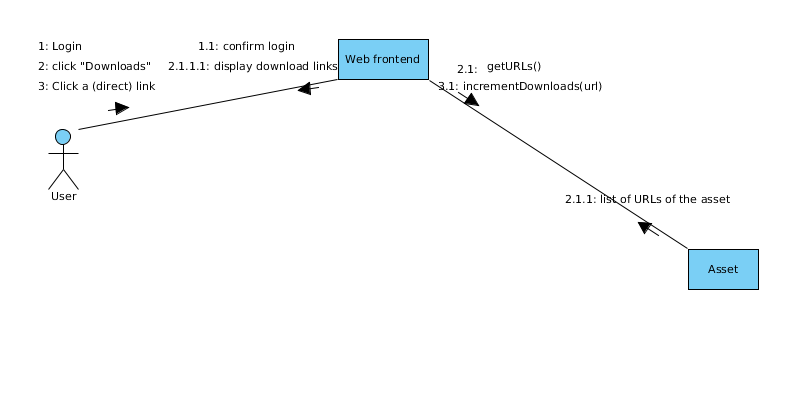 1: Login
2: click "Downloads"
3: Click a (direct) link
1.1: confirm login
2.1.1.1: display download links
Web frontend
2.1: getURLs()
3.1: incrementDownloads(url)
User
2.1.1: list of URLs of the asset
Asset